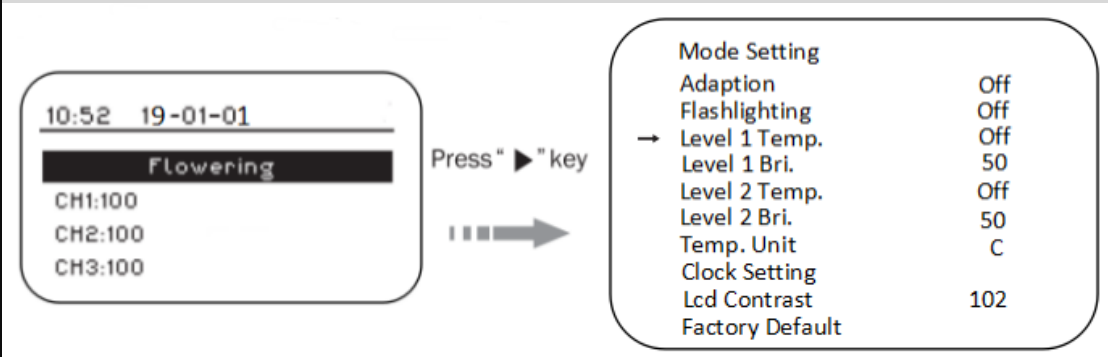 10:52 19-01-01
Flowering
CH1:100
CH2:100
CH3:100
Press “ ▶ ” key
Mode Setting
Adaption Off
Flashlighting Off
→ Level 1 Temp. Off
Level 1 Bri. 50
Level 2 Temp. Off
Level 2 Bri. 50
Temp. Unit C
Clock Setting
Lcd Contrast 102
Factory Default